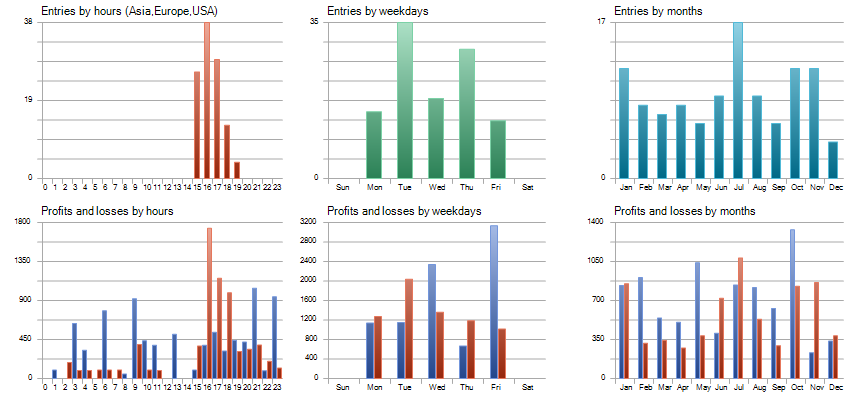 Entries by hours (Asia,Europe,USA)
38
19
0
0 1 2 3 4 5 6 7 8 9 10 11 12 13 14 15 16 17 18 19 20 21 22 23
Entries by weekdays
35
0
Sun Mon Tue Wed Thu Fri Sat
Entries by months
17
0
Jan Feb Mar Apr May Jun Jul Aug Sep Oct Nov Dec
Profits and losses by hours
1800
1350
900
450
0
0 1 2 3 4 5 6 7 8 9 10 11 12 13 14 15 16 17 18 19 20 21 22 23
Profits and losses by weekdays
3200
2800
2400
2000
1600
1200
800
400
0
Sun Mon Tue Wed Thu Fri Sat
Profits and losses by months
1400
1050
700
350
0
Jan Feb Mar Apr May Jun Jul Aug Sep Oct Nov Dec